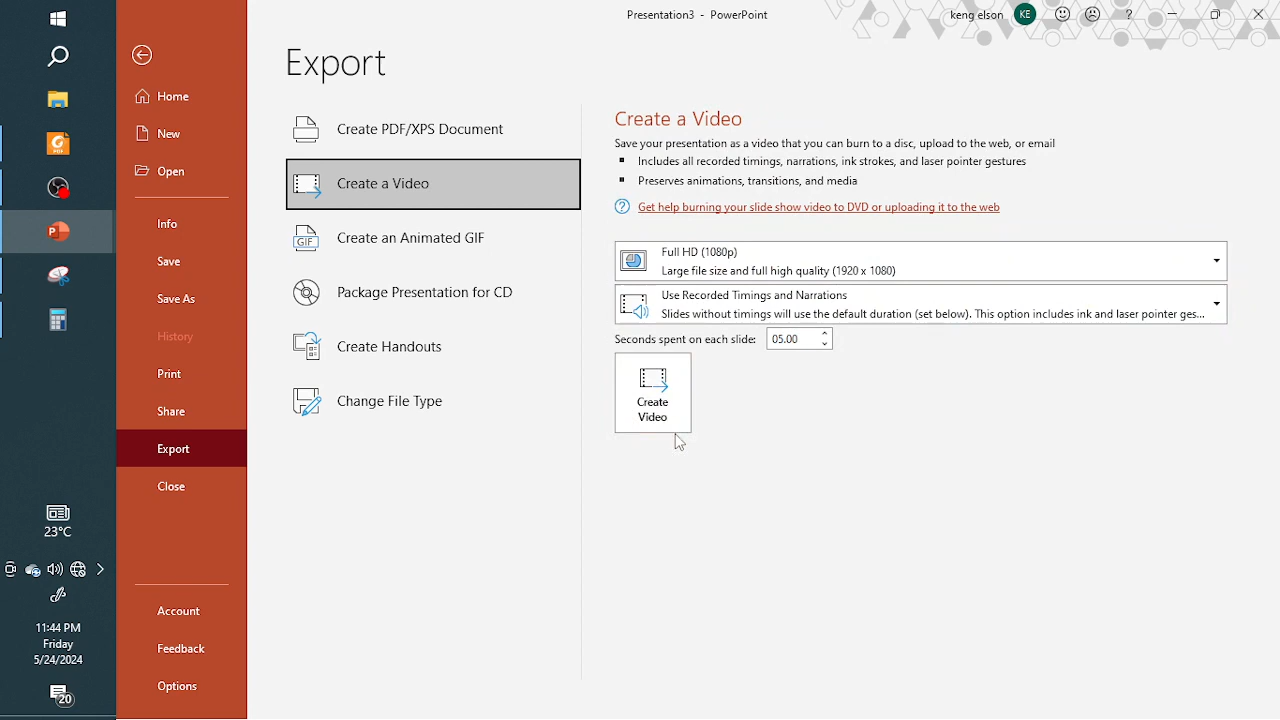 Presentation3 - PowerPoint
keng elson
KE
?
Export
Home
New
Open
Info
Save
Save As
History
Print
Share
Export
Close
Account
Feedback
Options
Create PDF/XPS Document
Create a Video
GIF
Create an Animated GIF
Package Presentation for CD
Create Handouts
Change File Type
Create a Video
Save your presentation as a video that you can burn to a disc, upload to the web, or email
Includes all recorded timings, narrations, ink strokes, and laser pointer gestures
Preserves animations, transitions, and media
? Get help burning your slide show video to DVD or uploading it to the web
Full HD (1080p)
Large file size and full high quality (1920 x 1080)
Use Recorded Timings and Narrations
Slides without timings will use the default duration (set below). This option includes ink and laser pointer ges...
Seconds spent on each slide: 05.00
Create
Video
PDF
P
23°C
11:44 PM
Friday
5/24/2024
20